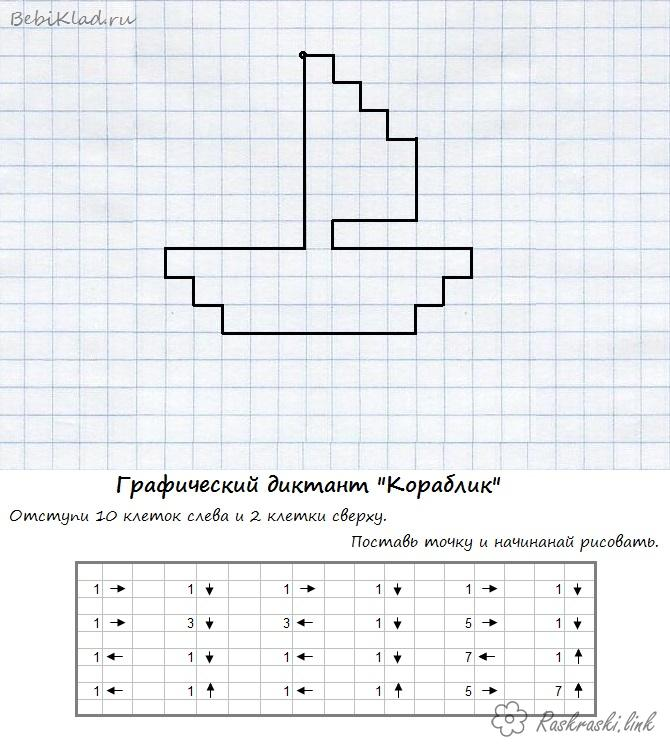 BebiKlad.ru
Графический диктант "Кораблик"
Отступи 10 клеток слева и 2 клетки сверху.
Поставь точку и начинанай рисовать.
1 → 1 ↓ 1 → 1 ↓ 1 → 1 ↓
1 → 3 ↓ 3 ← 1 ↓ 5 → 1 ↓
1 ← 1 ↓ 1 ← 1 ↓ 7 ← 1 ↑
1 ← 1 ↑ 1 ← 1 ↑ 5 → 7 ↑
Raskraski.link